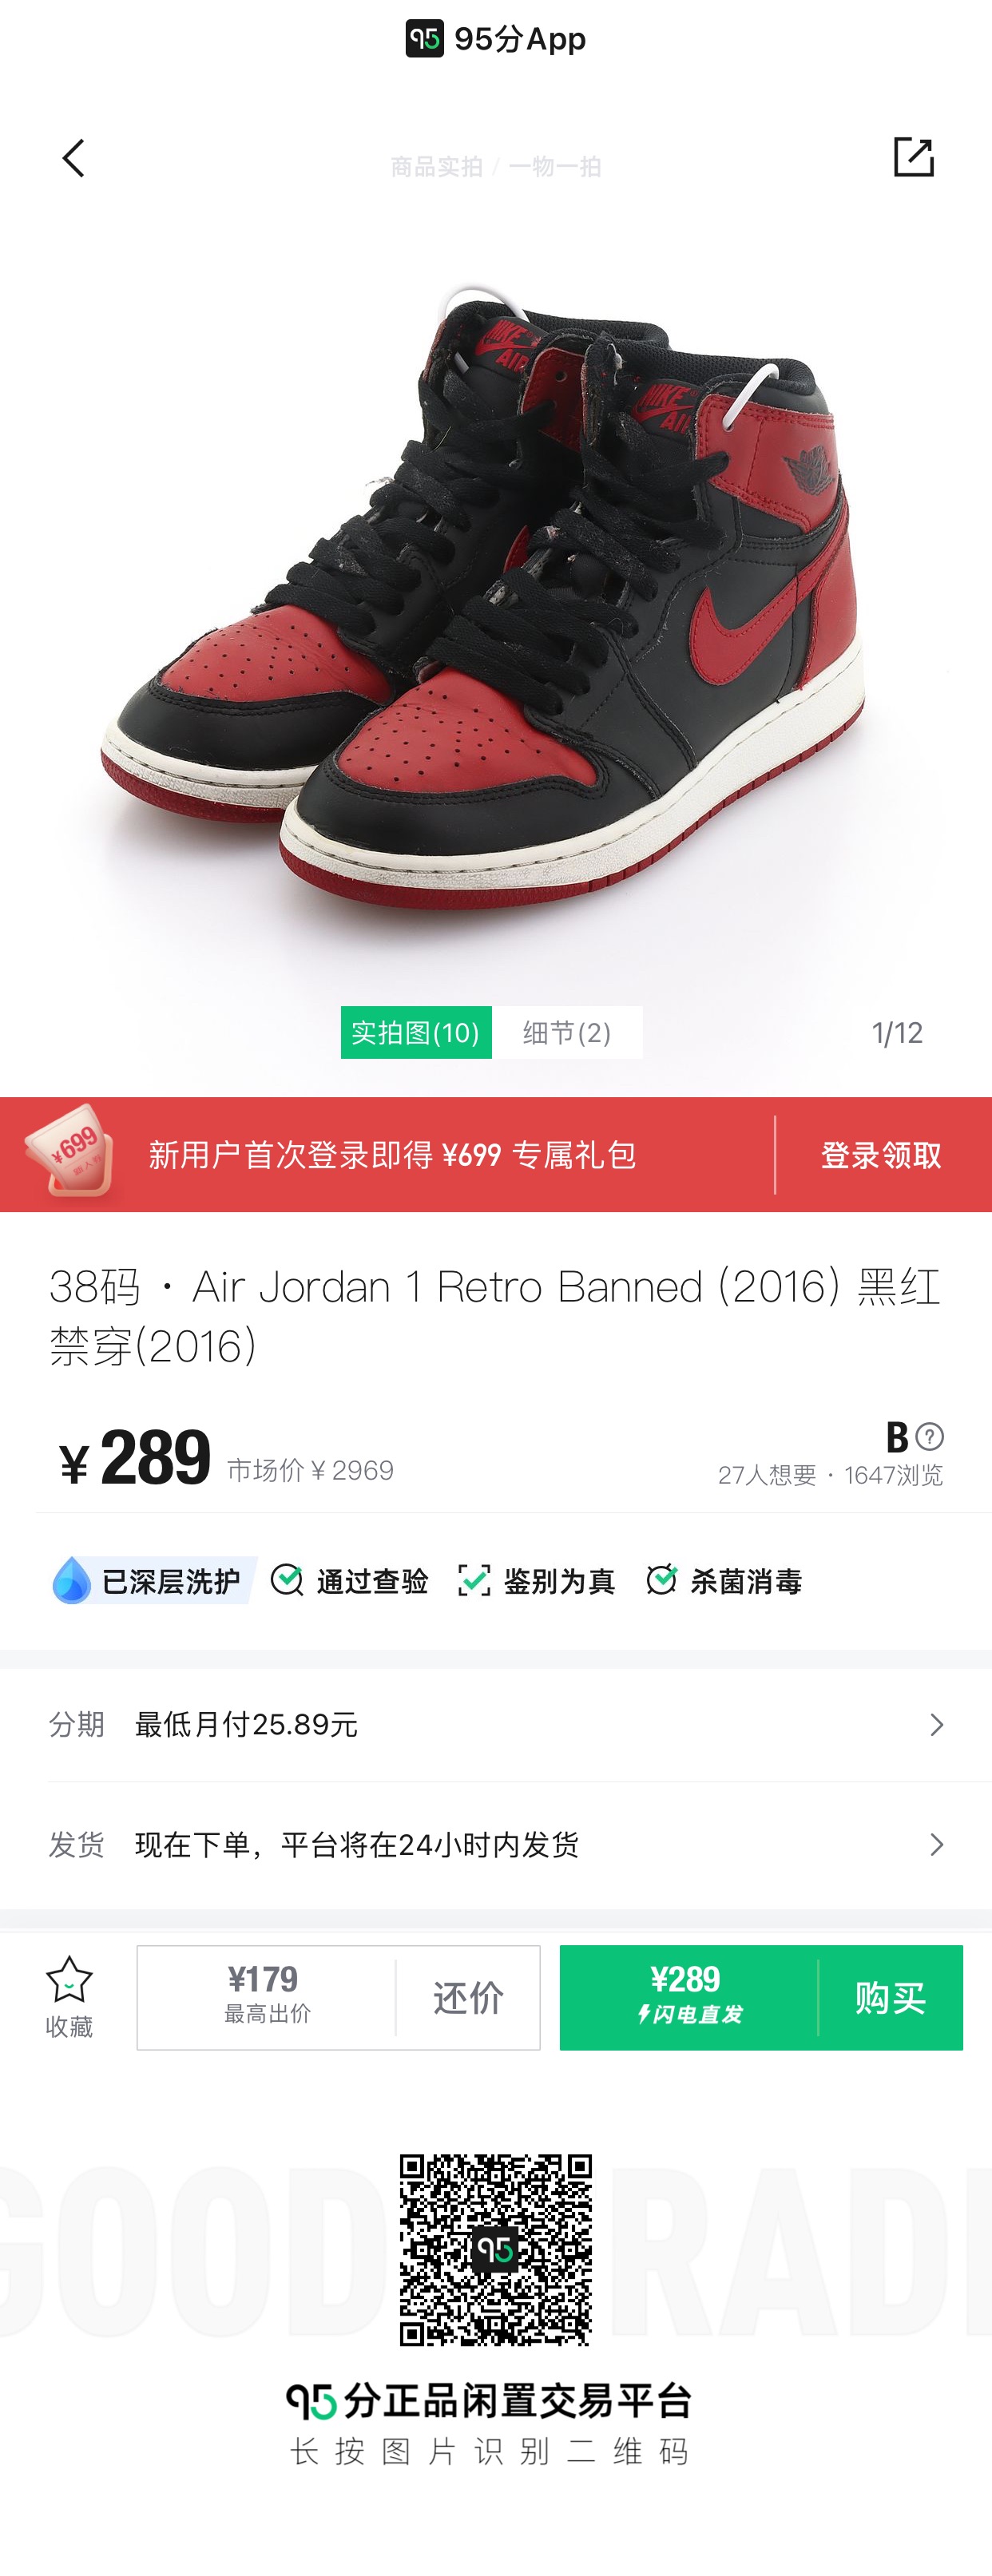 95 95分App
商品实拍 / 一物一拍
NIKE
AIR
NIKE
AIR
实拍图(10) 细节(2) 1/12
¥699 新用户首次登录即得 ¥699 专属礼包 登录领取
38码 · Air Jordan 1 Retro Banned (2016) 黑红
禁穿(2016)
¥289 市场价¥2969 B ?
27人想要 · 1647浏览
已深层洗护 通过查验 鉴别为真 杀菌消毒
分期 最低月付25.89元
发货 现在下单，平台将在24小时内发货
收藏 ¥179 最高出价 还价 ¥289 闪电直发 购买
GOOD RAD
95
95分正品闲置交易平台
长按图片识别二维码